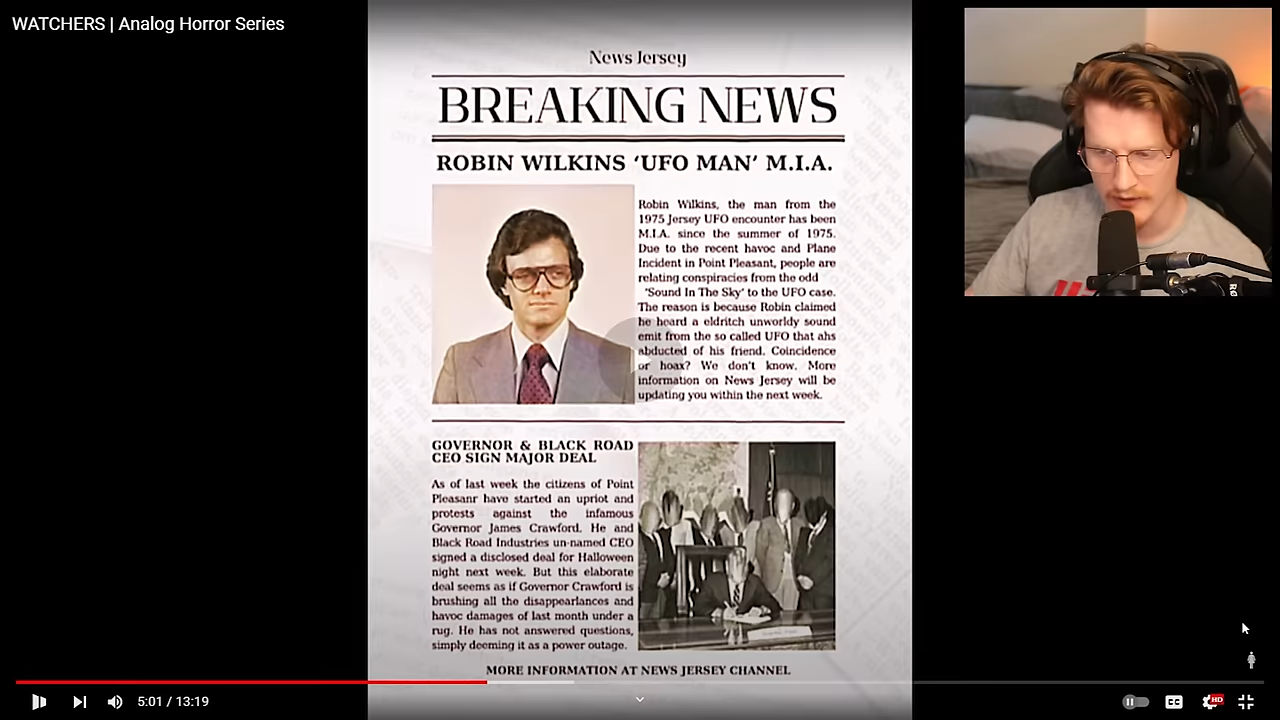 WATCHERS | Analog Horror Series
News Jersey
BREAKING NEWS
ROBIN WILKINS ‘UFO MAN’ M.I.A.
Robin Wilkins, the man from the
1975 Jersey UFO encounter has been
M.I.A. since the summer of 1975.
Due to the recent havoc and Plane
Incident in Point Pleasant, people are
relating conspiracies from the odd
'Sound In The Sky' to the UFO case.
The reason is because Robin claimed
he heard a eldritch unworldy sound
emit from the so called UFO that ahs
abducted of his friend. Coincidence
or hoax? We don't know. More
information on News Jersey will be
updating you within the next week.
GOVERNOR & BLACK ROAD
CEO SIGN MAJOR DEAL
As of last week the citizens of Point
Pleasanr have started an upriot and
protests against the infamous
Governor James Crawford. He and
Black Road Industries un-named CEO
signed a disclosed deal for Halloween
night next week. But this elaborate
deal seems as if Governor Crawford is
brushing all the disappearlances and
havoc damages of last month under a
rug. He has not answered questions,
simply deeming it as a power outage.
MORE INFORMATION AT NEWS JERSEY CHANNEL
5:01 / 13:19
CC
HD